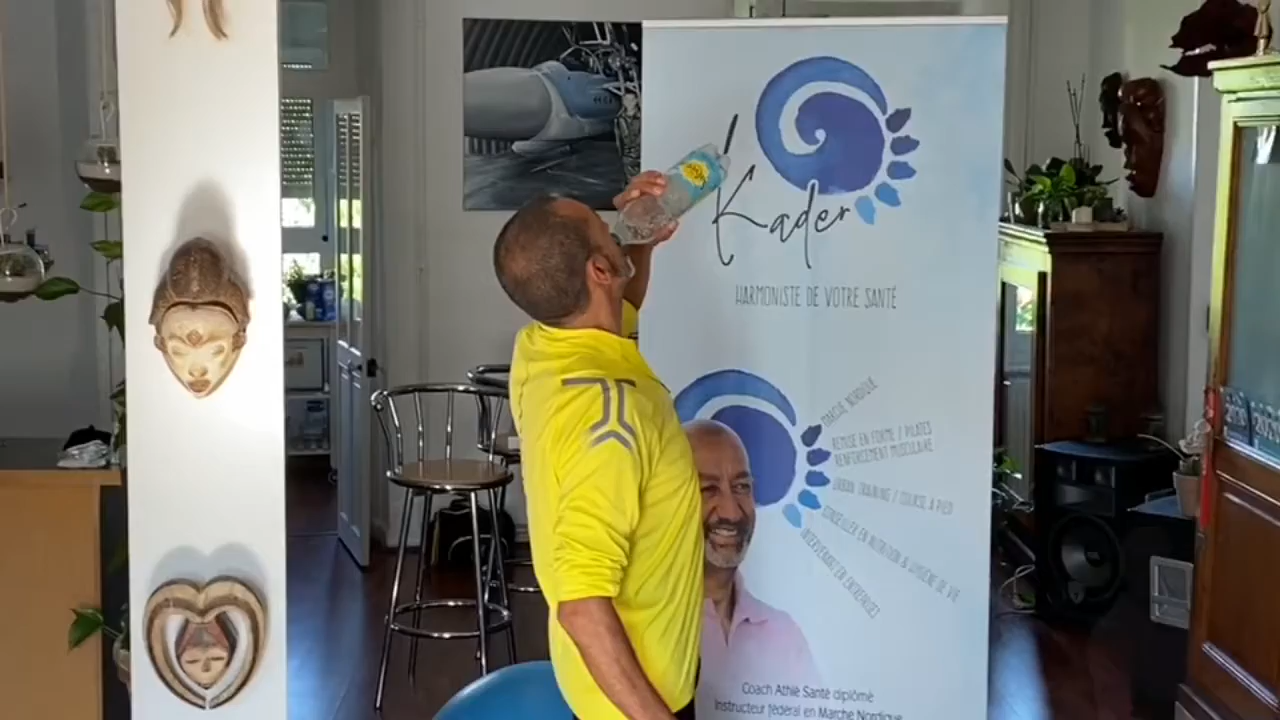 Kader
HARMONISTE DE VOTRE SANTÉ
MARCHE NORDIQUE
REMISE EN FORME / PILATES
RENFORCEMENT MUSCULAIRE
URBAN TRAINING / COURSE A PIED
CONSEILLER EN NUTRITION & HYGIÈNE DE VIE
INTERVENANT EN ENTREPRISES
Coach Athlé Santé diplômé
Instructeur fédéral en Marche Nordique